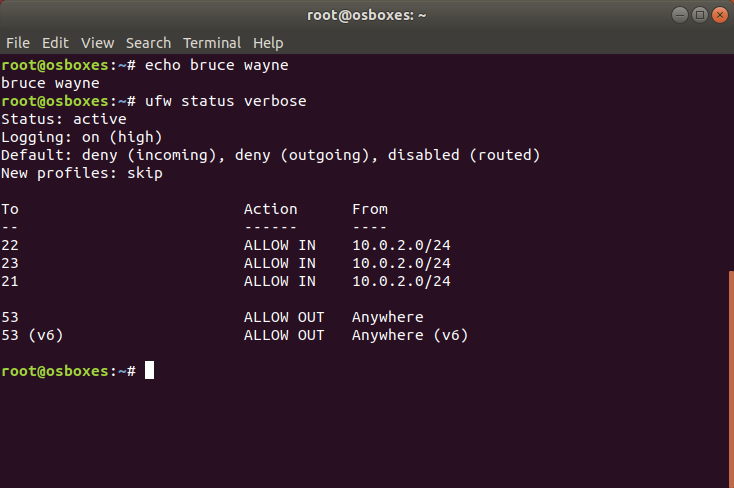 root@osboxes: ~
File Edit View Search Terminal Help
root@osboxes:~# echo bruce wayne
bruce wayne
root@osboxes:~# ufw status verbose
Status: active
Logging: on (high)
Default: deny (incoming), deny (outgoing), disabled (routed)
New profiles: skip
To                         Action      From
--                         ------      ----
22                         ALLOW IN    10.0.2.0/24
23                         ALLOW IN    10.0.2.0/24
21                         ALLOW IN    10.0.2.0/24
53                         ALLOW OUT   Anywhere
53 (v6)                    ALLOW OUT   Anywhere (v6)
root@osboxes:~#